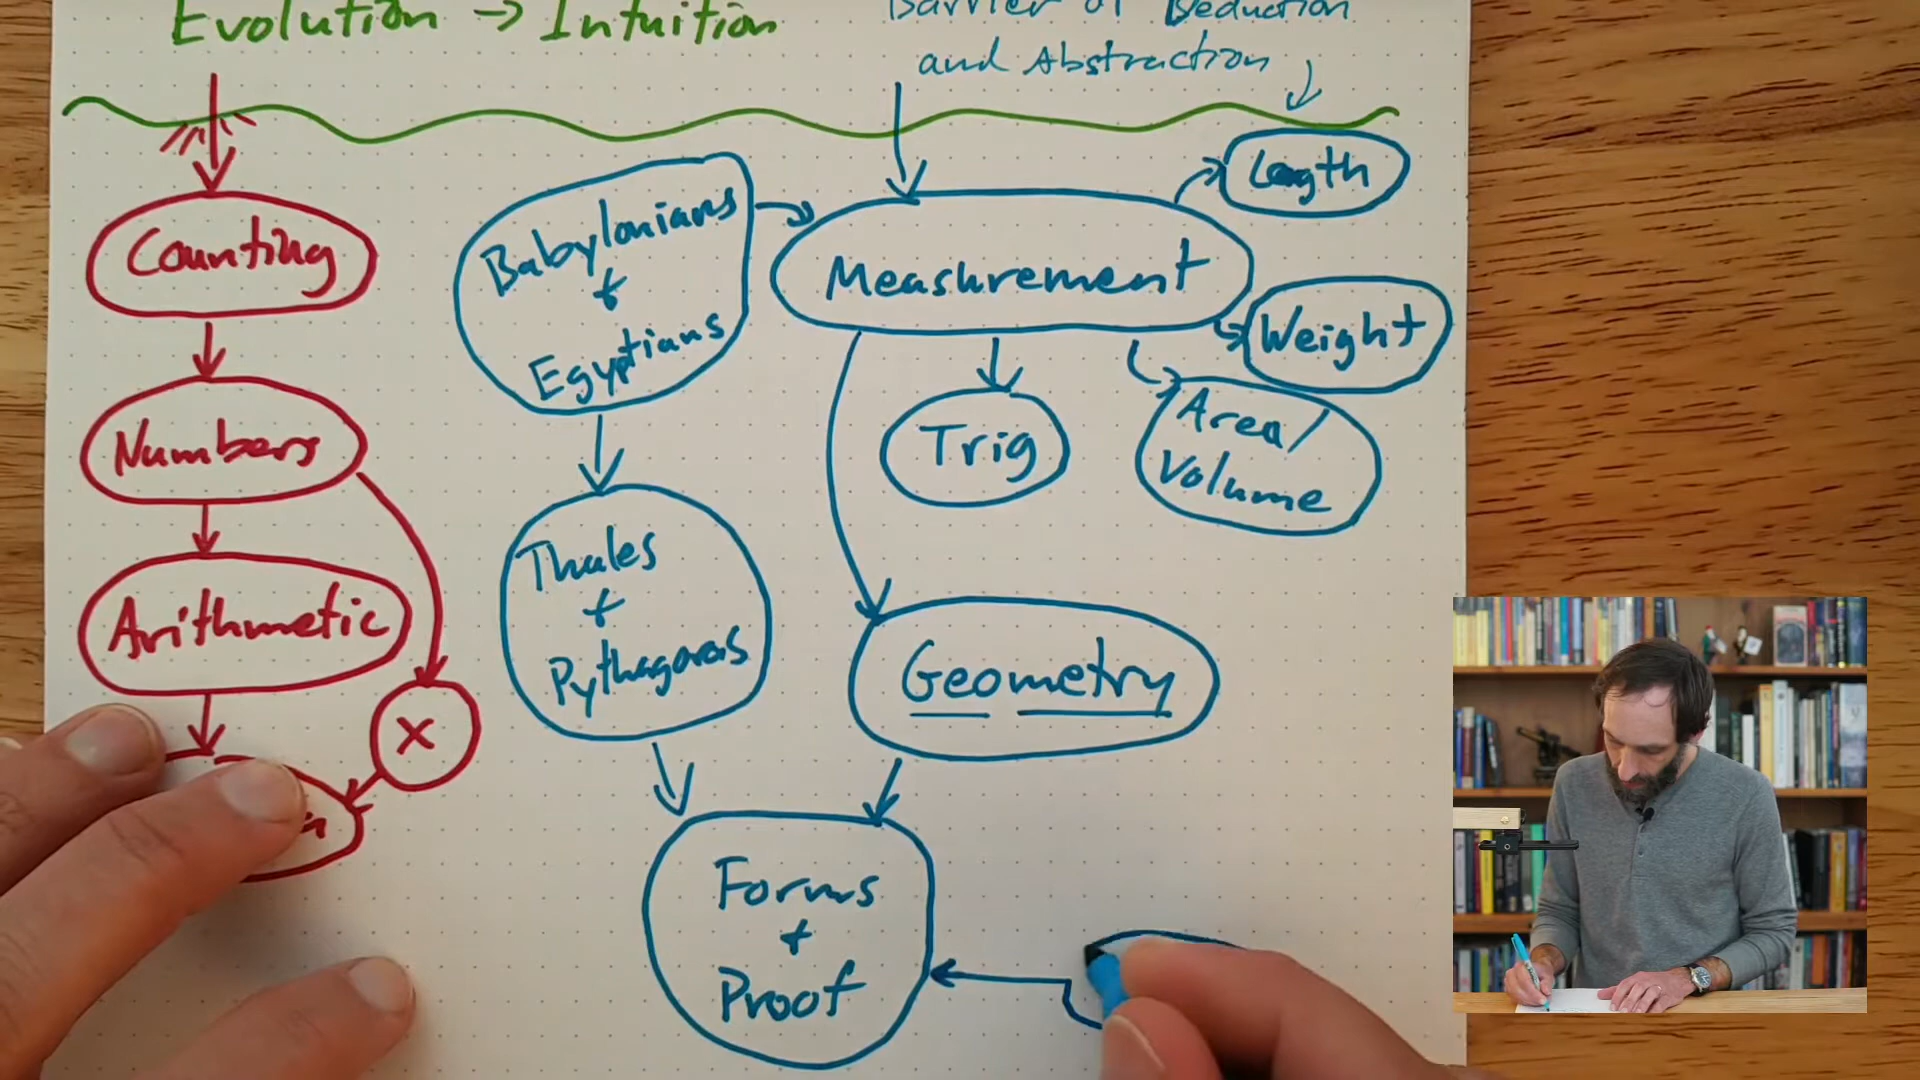 Evolution → Intuition
Barrier of Deduction
and Abstraction
Counting
Numbers
Arithmetic
X
Babylonians
+
Egyptians
Thales
+
Pythagoras
Measurement
Length
Weight
Area/
Volume
Trig
Geometry
Forms
+
Proof